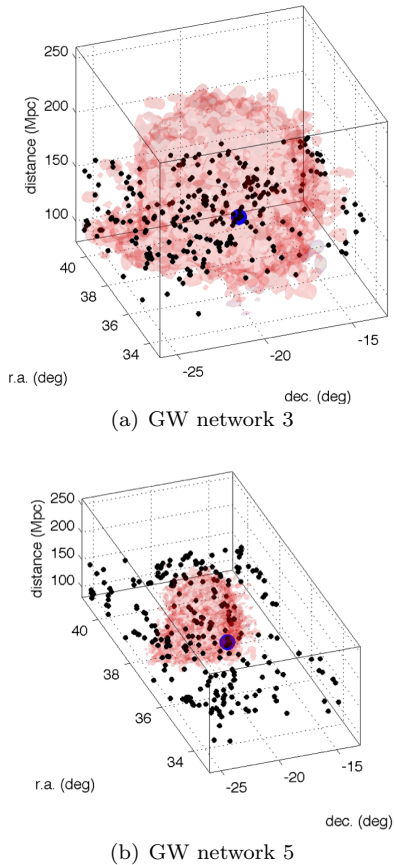 250
200
150
100
distance (Mpc)
40
38
36
34
r.a. (deg)
-25
-20
-15
dec. (deg)
(a) GW network 3
250
200
150
100
distance (Mpc)
40
38
36
34
r.a. (deg)
-25
-20
-15
dec. (deg)
(b) GW network 5